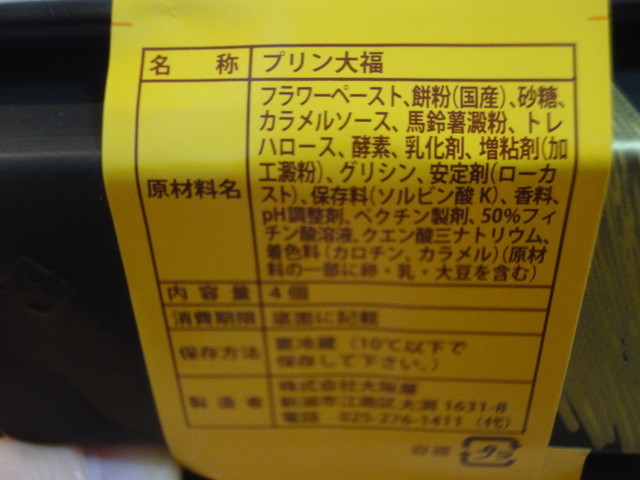 名称 プリン大福
原材料名 フラワーペースト、餅粉(国産)、砂糖、
カラメルソース、馬鈴薯澱粉、トレ
ハロース、酵素、乳化剤、増粘剤(加
工澱粉)、グリシン、安定剤(ローカ
スト)、保存料(ソルビン酸K)、香料、
pH調整剤、ペクチン製剤、50%フィ
チン酸溶液、クエン酸三ナトリウム、
着色料(カロチン、カラメル)(原材
料の一部に卵・乳・大豆を含む)
内容量 4個
消費期限 底面に記載
保存方法 要冷蔵(10℃以下で
保存して下さい。)
製造者 株式会社大阪屋
新潟市江南区大渕1631-8
電話 025-276-1411(代)
容器 プラ